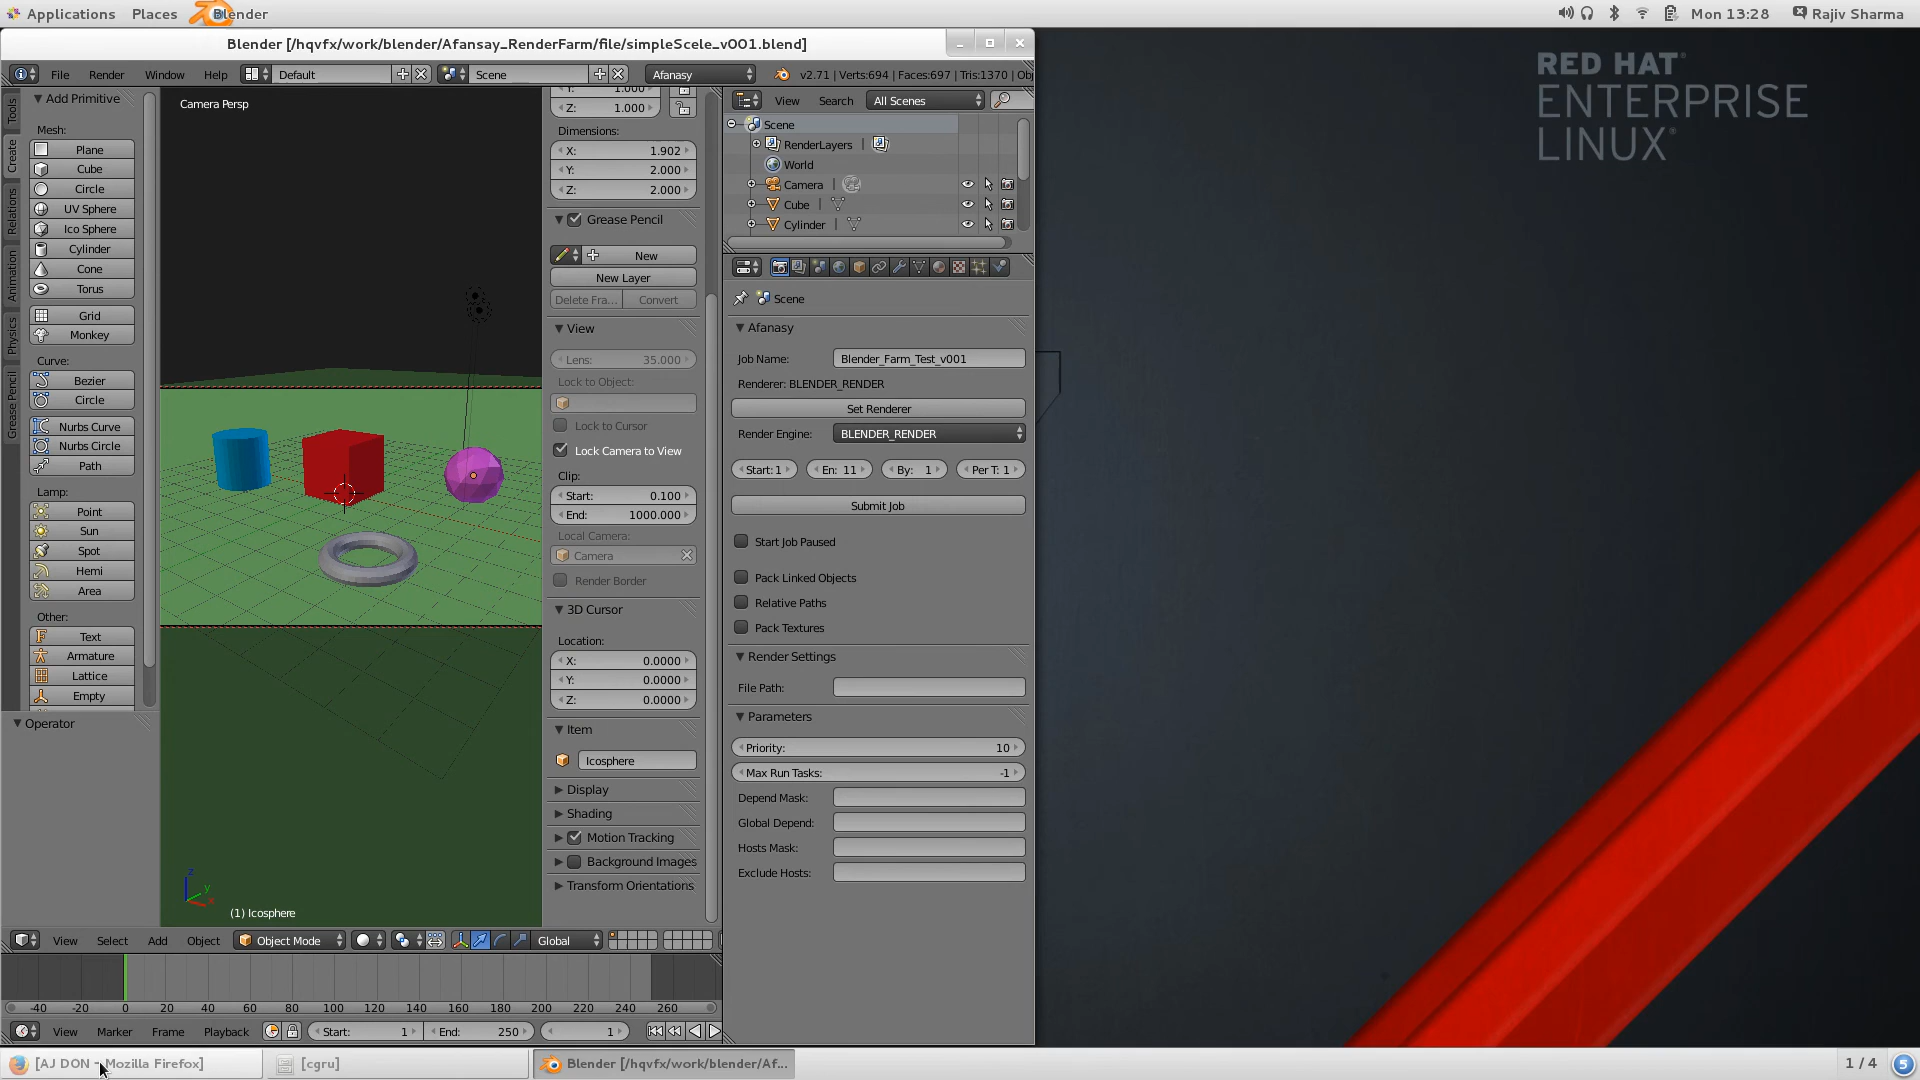 Applications Places Blender Mon 13:28 Rajiv Sharma
Blender [/hqvfx/work/blender/Afansay_RenderFarm/file/simpleScele_v001.blend]
File Render Window Help Default Scene Afanasy v2.71 | Verts:694 | Faces:697 | Tris:1370 | Obj
Tools
Create
Relations
Animation
Physics
Grease Pencil
Add Primitive
Mesh:
Plane
Cube
Circle
UV Sphere
Ico Sphere
Cylinder
Cone
Torus
Grid
Monkey
Curve:
Bezier
Circle
Nurbs Curve
Nurbs Circle
Path
Lamp:
Point
Sun
Spot
Hemi
Area
Other:
Text
Armature
Lattice
Empty
Operator
Camera Persp
(1) Icosphere
Y: 1.000
Z: 1.000
Dimensions:
X: 1.902
Y: 2.000
Z: 2.000
Grease Pencil
New
New Layer
Delete Fra... Convert
View
Lens: 35.000
Lock to Object:
Lock to Cursor
Lock Camera to View
Clip:
Start: 0.100
End: 1000.000
Local Camera:
Camera
Render Border
3D Cursor
Location:
X: 0.0000
Y: 0.0000
Z: 0.0000
Item
Icosphere
Display
Shading
Motion Tracking
Background Images
Transform Orientations
View Search All Scenes
Scene
RenderLayers
World
Camera
Cube
Cylinder
Scene
Afanasy
Job Name: Blender_Farm_Test_v001
Renderer: BLENDER_RENDER
Set Renderer
Render Engine: BLENDER_RENDER
Start: 1 En: 11 By: 1 Per T: 1
Submit Job
Start Job Paused
Pack Linked Objects
Relative Paths
Pack Textures
Render Settings
File Path:
Parameters
Priority: 10
Max Run Tasks: -1
Depend Mask:
Global Depend:
Hosts Mask:
Exclude Hosts:
z
y
x
View Select Add Object Object Mode Global
-40 -20 0 20 40 60 80 100 120 140 160 180 200 220 240 260
View Marker Frame Playback Start: 1 End: 250 1
RED HAT
ENTERPRISE
LINUX
[AJ DON - Mozilla Firefox] [cgru] Blender [/hqvfx/work/blender/Af... 1 / 4 5